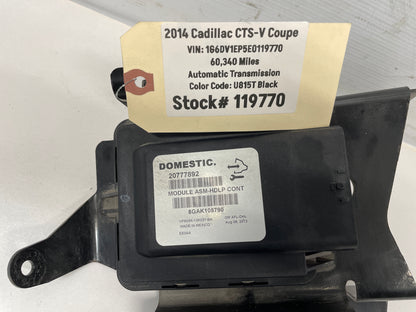 2014 Cadillac CTS-V Coupe
VIN: 1G6DV1EP5E0119770
60,340 Miles
Automatic Transmission
Color Code: U815T Black
Stock# 119770
DOMESTIC.
20777892
MODULE ASM-HDLP CONT
MADE IN MEXICO